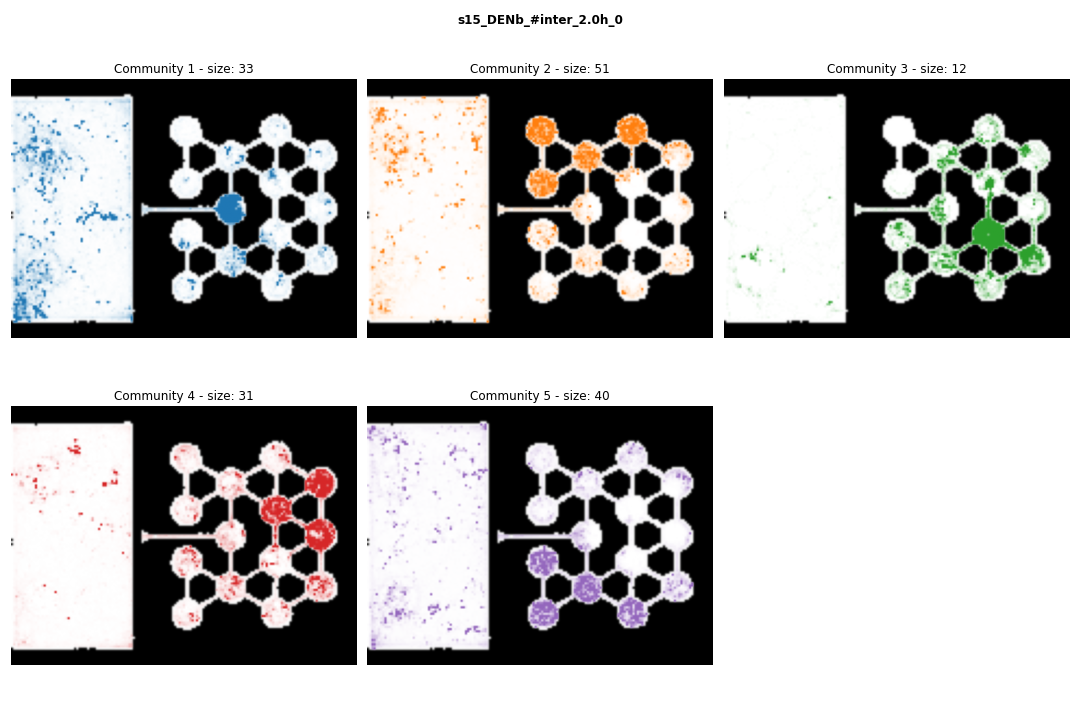 s15_DENb_#inter_2.0h_0
Community 1 - size: 33
Community 2 - size: 51
Community 3 - size: 12
Community 4 - size: 31
Community 5 - size: 40